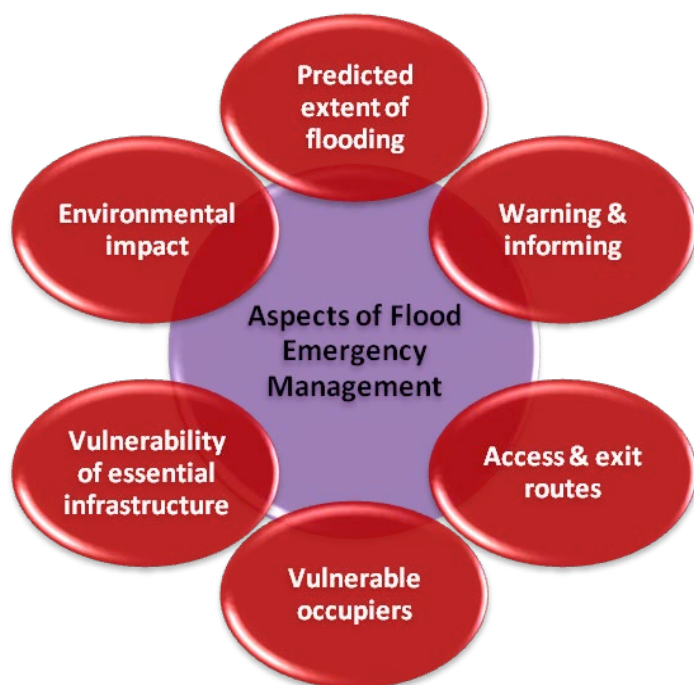 Predicted
extent of
flooding
Warning &
informing
Access & exit
routes
Vulnerable
occupiers
Vulnerability
of essential
infrastructure
Environmental
impact
Aspects of Flood
Emergency
Management